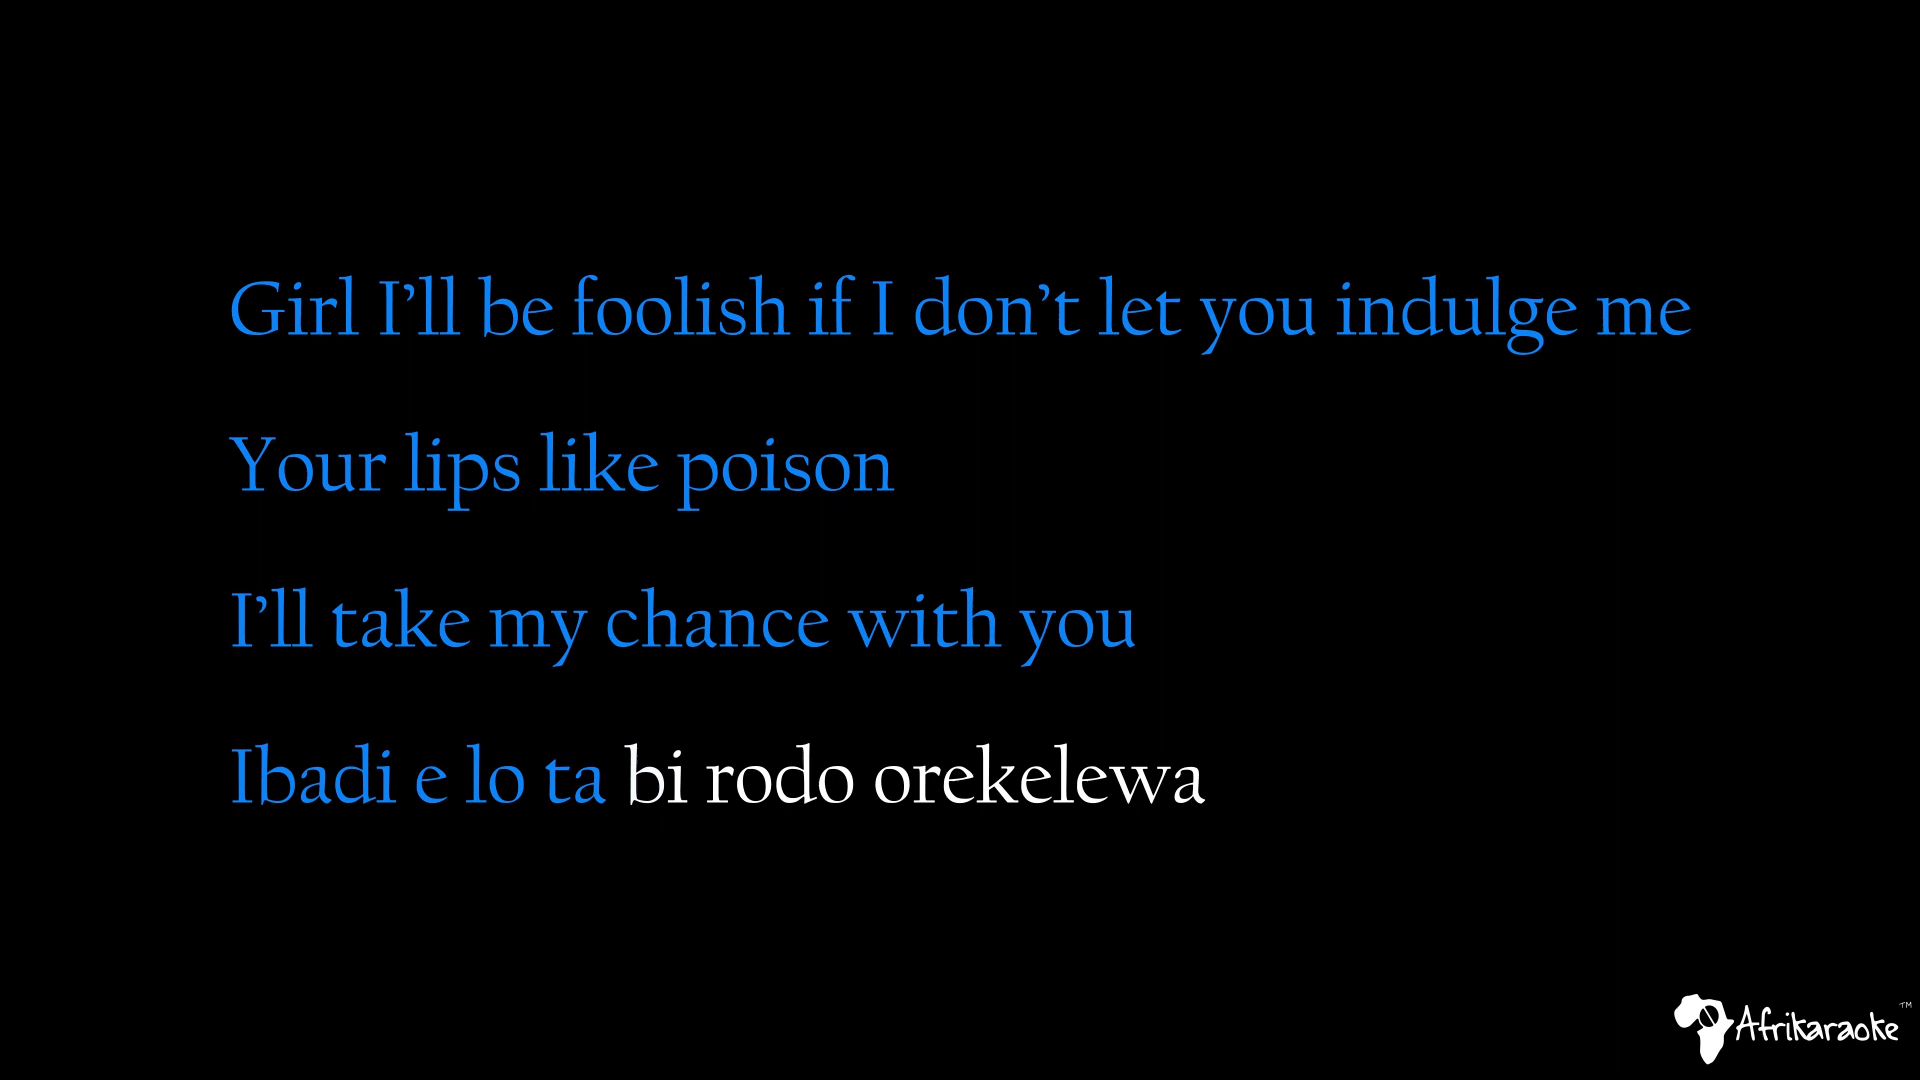 Girl I’ll be foolish if I don’t let you indulge me
Your lips like poison
I’ll take my chance with you
Ibadi e lo ta bi rodo orekelewa
Afrikaraoke™